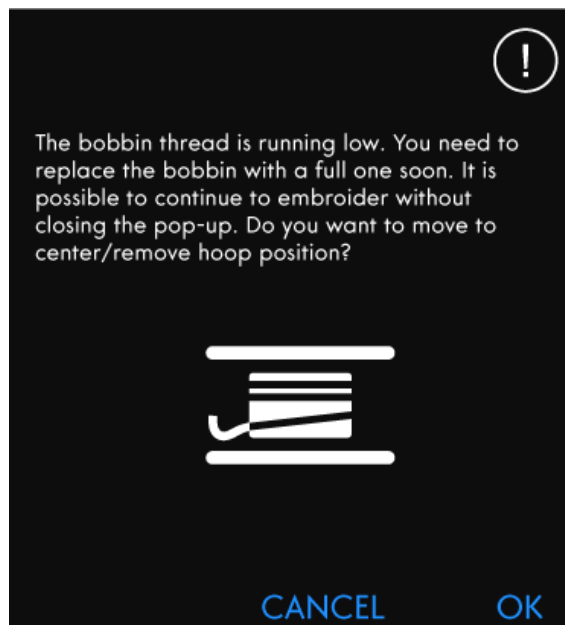 !
The bobbin thread is running low. You need to
replace the bobbin with a full one soon. It is
possible to continue to embroider without
closing the pop-up. Do you want to move to
center/remove hoop position?
CANCEL OK